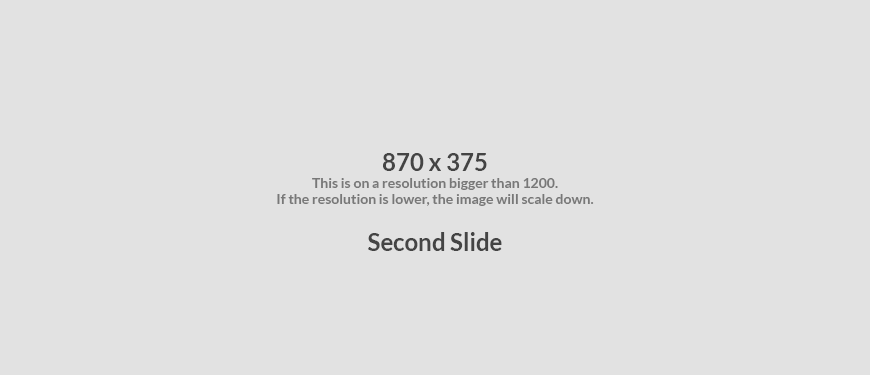 870 x 375
This is on a resolution bigger than 1200.
If the resolution is lower, the image will scale down.
Second Slide